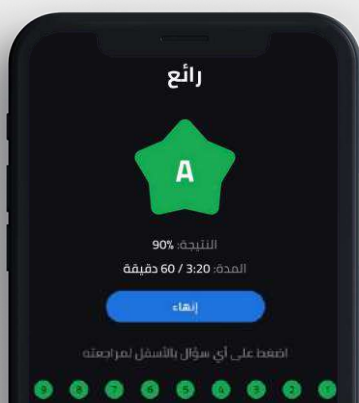 رائع
A
النتيجة: 90%
المدة: 3:20 / 60 دقيقة
إنهاء
اضغط على أي سؤال بالأسفل لمراجعته
1 2 3 4 5 6 7 8 9